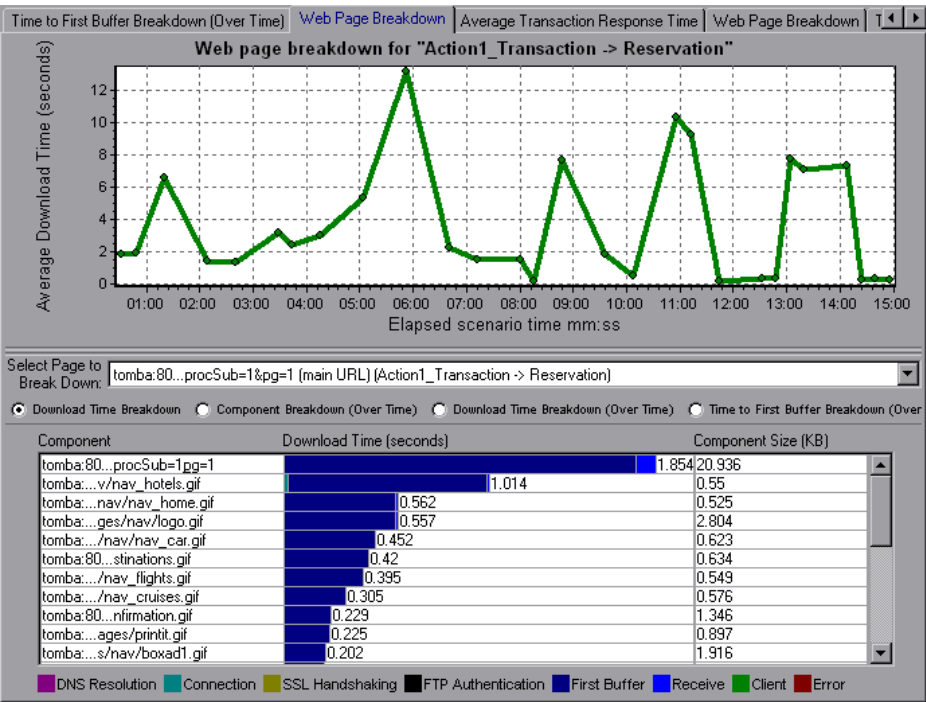 Time to First Buffer Breakdown (Over Time) Web Page Breakdown Average Transaction Response Time Web Page Breakdown
Web page breakdown for "Action1_Transaction -> Reservation"
Average Download Time (seconds)
12
10
8
6
4
2
0
01:00 02:00 03:00 04:00 05:00 06:00 07:00 08:00 09:00 10:00 11:00 12:00 13:00 14:00 15:00
Elapsed scenario time mm:ss
Select Page to
Break Down: tomba:80...procSub=1&pg=1 (main URL) (Action1_Transaction -> Reservation)
Download Time Breakdown Component Breakdown (Over Time) Download Time Breakdown (Over Time) Time to First Buffer Breakdown (Over
Component Download Time (seconds) Component Size (KB)
tomba:80...procSub=1pg=1 1.854 20.936
tomba:...v/nav_hotels.gif 1.014 0.55
tomba:...nav/nav_home.gif 0.562 0.525
tomba:...ges/nav/logo.gif 0.557 2.804
tomba:.../nav/nav_car.gif 0.452 0.623
tomba:80...stinations.gif 0.42 0.634
tomba:.../nav_flights.gif 0.395 0.549
tomba:.../nav_cruises.gif 0.305 0.576
tomba:80...nfirmation.gif 0.229 1.346
tomba:...ages/printit.gif 0.225 0.897
tomba:...s/nav/boxad1.gif 0.202 1.916
DNS Resolution Connection SSL Handshaking FTP Authentication First Buffer Receive Client Error